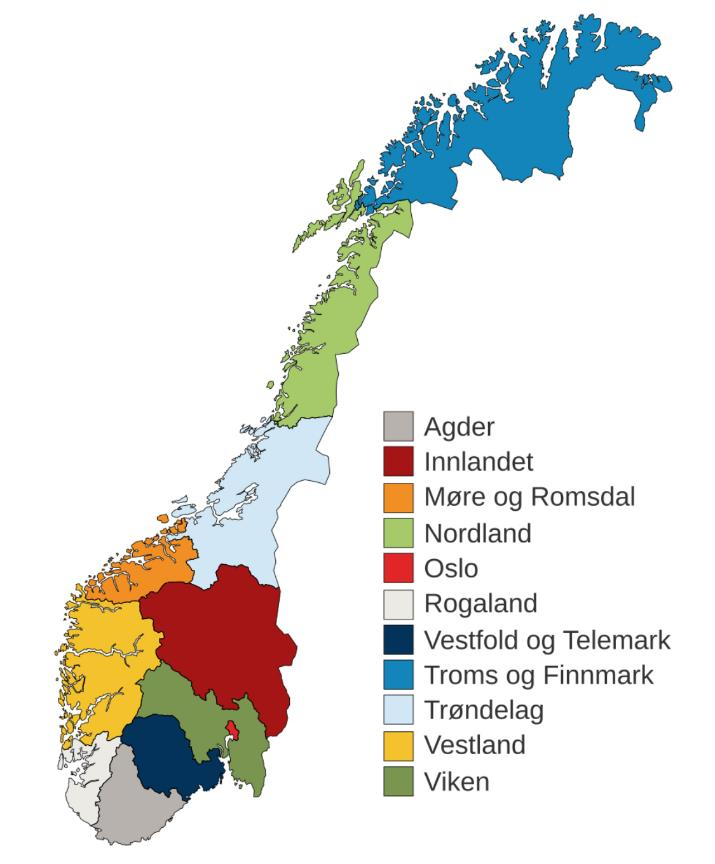 Agder
Innlandet
Møre og Romsdal
Nordland
Oslo
Rogaland
Vestfold og Telemark
Troms og Finnmark
Trøndelag
Vestland
Viken